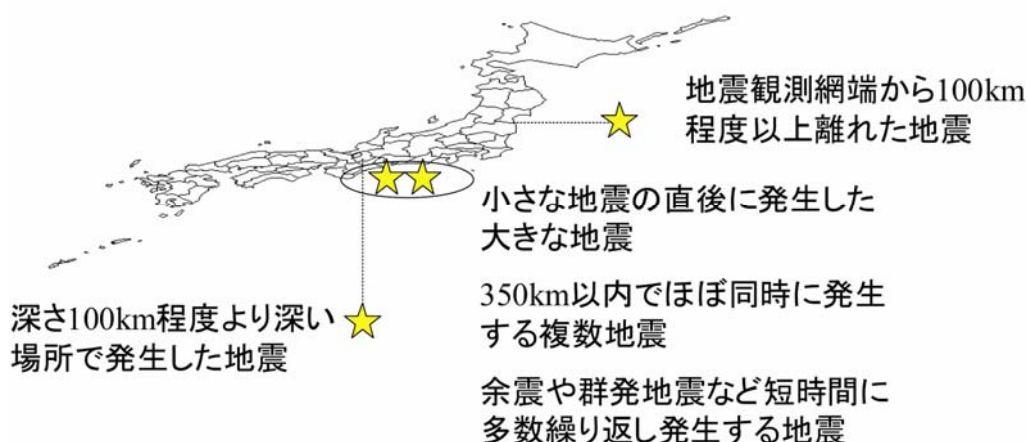 地震観測網端から100km
程度以上離れた地震
小さな地震の直後に発生した
大きな地震
350km以内でほぼ同時に発生
する複数地震
深さ100km程度より深い
場所で発生した地震
余震や群発地震など短時間に
多数繰り返し発生する地震